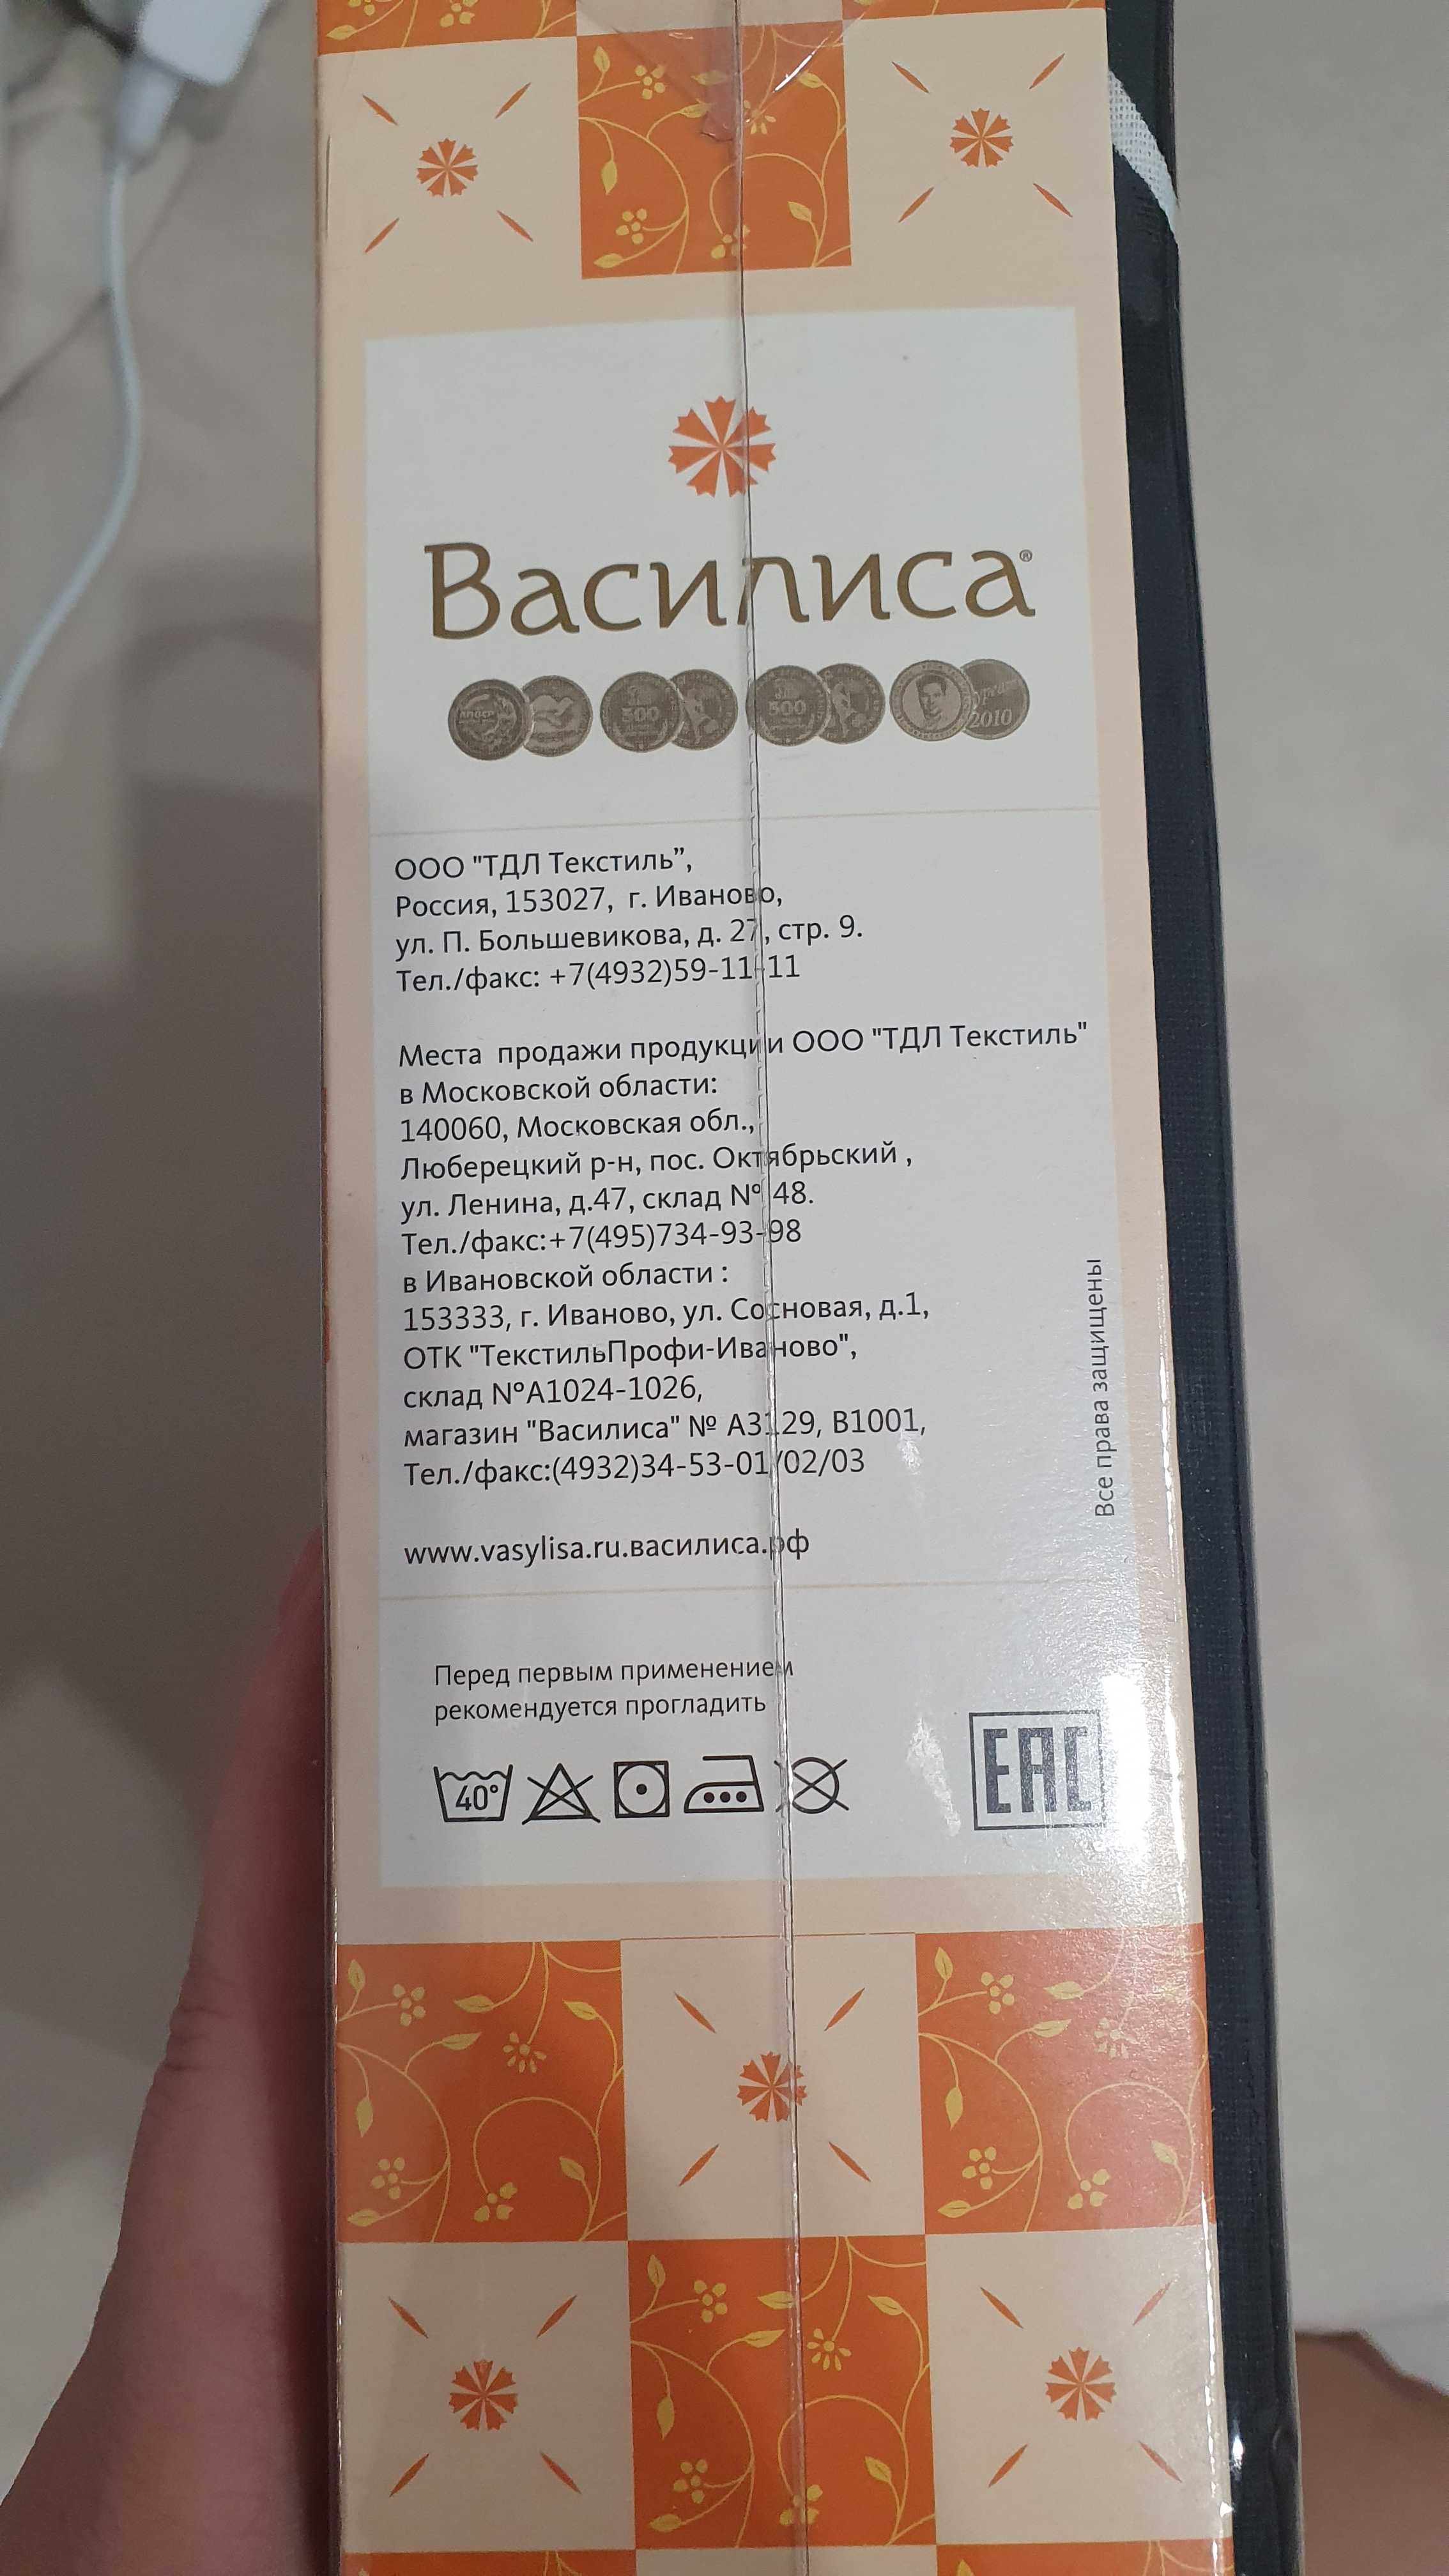 Василиса®
500
500
2010
ООО "ТДЛ Текстиль”,
Россия, 153027, г. Иваново,
ул. П. Большевикова, д. 27, стр. 9.
Тел./факс: +7(4932)59-11-11
Места продажи продукции ООО "ТДЛ Текстиль"
в Московской области:
140060, Московская обл.,
Люберецкий р-н, пос. Октябрьский ,
ул. Ленина, д.47, склад №48.
Тел./факс:+7(495)734-93-98
в Ивановской области :
153333, г. Иваново, ул. Сосновая, д.1,
ОТК "ТекстильПрофи-Иваново",
склад №А1024-1026,
магазин "Василиса" № А3129, В1001,
Тел./факс:(4932)34-53-01/02/03
www.vasylisa.ru.василиса.рф
Все права защищены
Перед первым применением
рекомендуется прогладить
40°
EAC